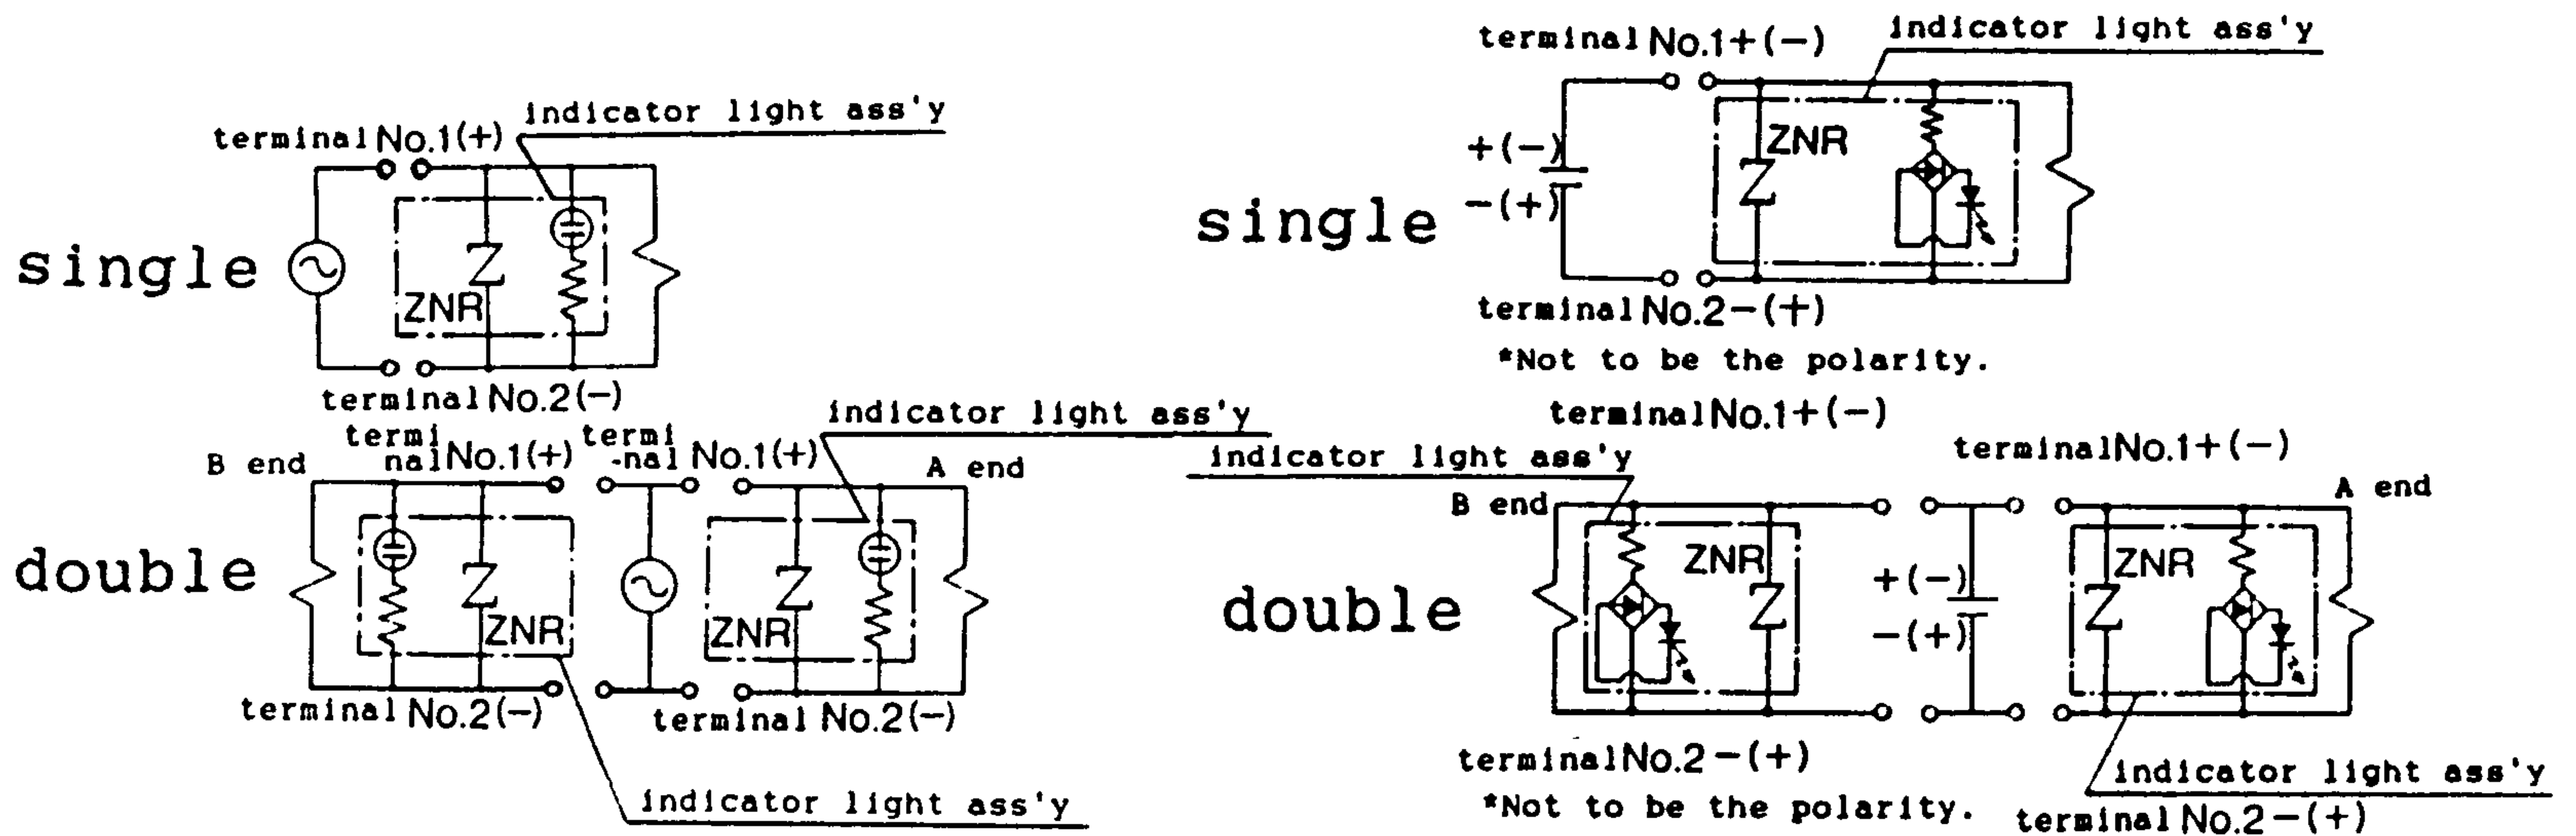 indicator light ass'y
terminal No.1(+)
single
ZNR
terminal No.2(-)
indicator light ass'y
terminal No.1+(-)
+(-)
ZNR
single
-(+)
terminal No.2-(+)
*Not to be the polarity.
indicator light ass'y
B end
termi
nal No.1(+)
termi
-nal No.1(+)
A end
double
ZNR
ZNR
terminal No.2(-)
terminal No.2(-)
indicator light ass'y
terminal No.1+(-)
terminal No.1+(-)
indicator light ass'y
B end
A end
ZNR
ZNR
+(-)
double
-(+)
terminal No.2-(+)
indicator light ass'y
*Not to be the polarity.
terminal No.2-(+)